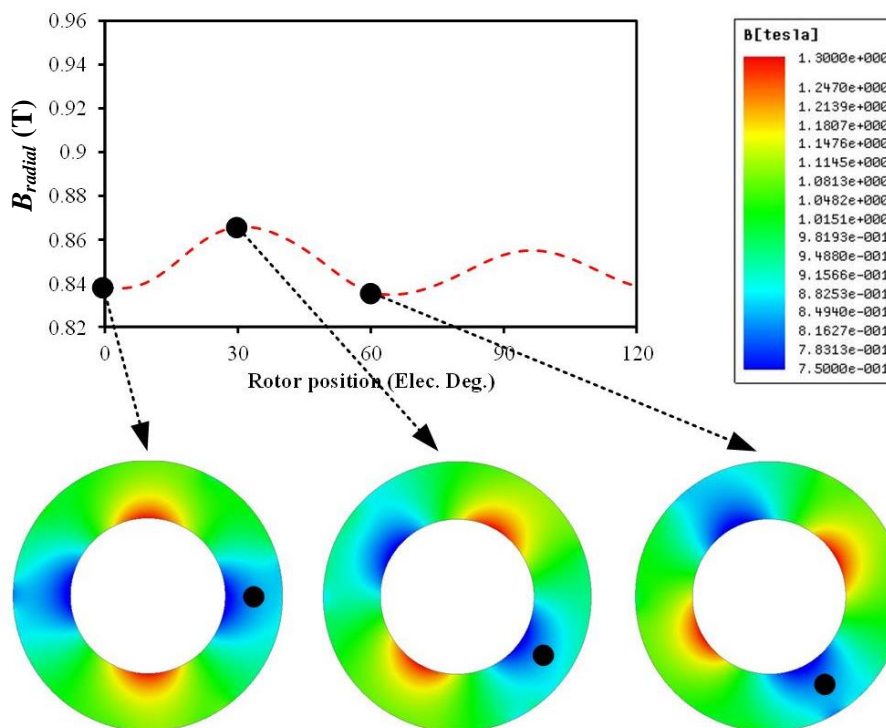 0.96
0.94
0.92
0.9
0.88
0.86
0.84
0.82
B_radial (T)
0
30
60
90
120
Rotor position (Elec. Deg.)
B[tesla]
1.3000e+000
1.2470e+000
1.2139e+000
1.1807e+000
1.1476e+000
1.1145e+000
1.0813e+000
1.0482e+000
1.0151e+000
9.8193e-001
9.4880e-001
9.1566e-001
8.8253e-001
8.4940e-001
8.1627e-001
7.8313e-001
7.5000e-001